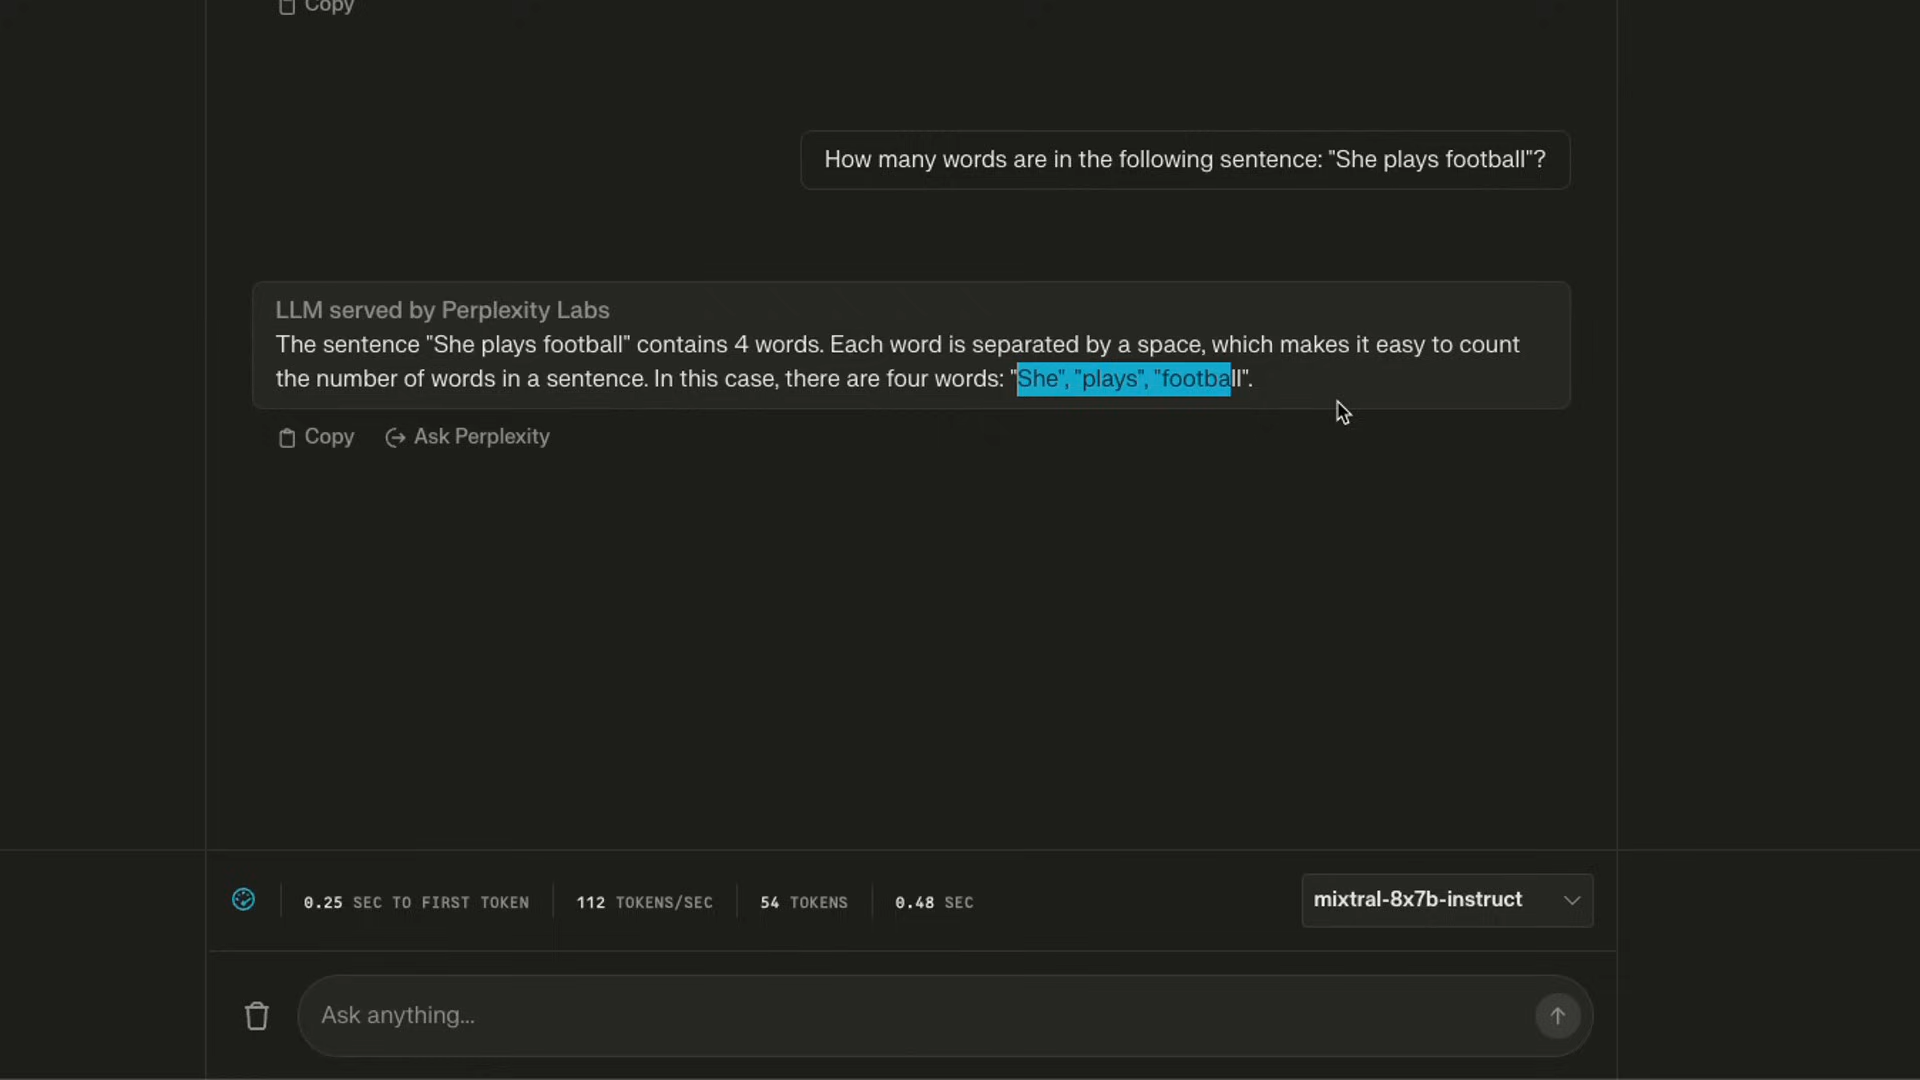 Copy
How many words are in the following sentence: "She plays football"?
LLM served by Perplexity Labs
The sentence "She plays football" contains 4 words. Each word is separated by a space, which makes it easy to count
the number of words in a sentence. In this case, there are four words: "She", "plays", "football".
Copy Ask Perplexity
0.25 SEC TO FIRST TOKEN 112 TOKENS/SEC 54 TOKENS 0.48 SEC mixtral-8x7b-instruct
Ask anything...